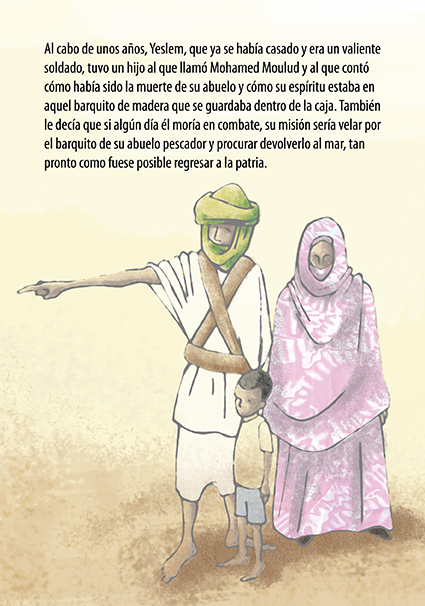 Al cabo de unos años, Yeslem, que ya se había casado y era un valiente
soldado, tuvo un hijo al que llamó Mohamed Moulud y al que contó
cómo había sido la muerte de su abuelo y cómo su espíritu estaba en
aquel barquito de madera que se guardaba dentro de la caja. También
le decía que si algún día él moría en combate, su misión sería velar por
el barquito de su abuelo pescador y procurar devolverlo al mar, tan
pronto como fuese posible regresar a la patria.